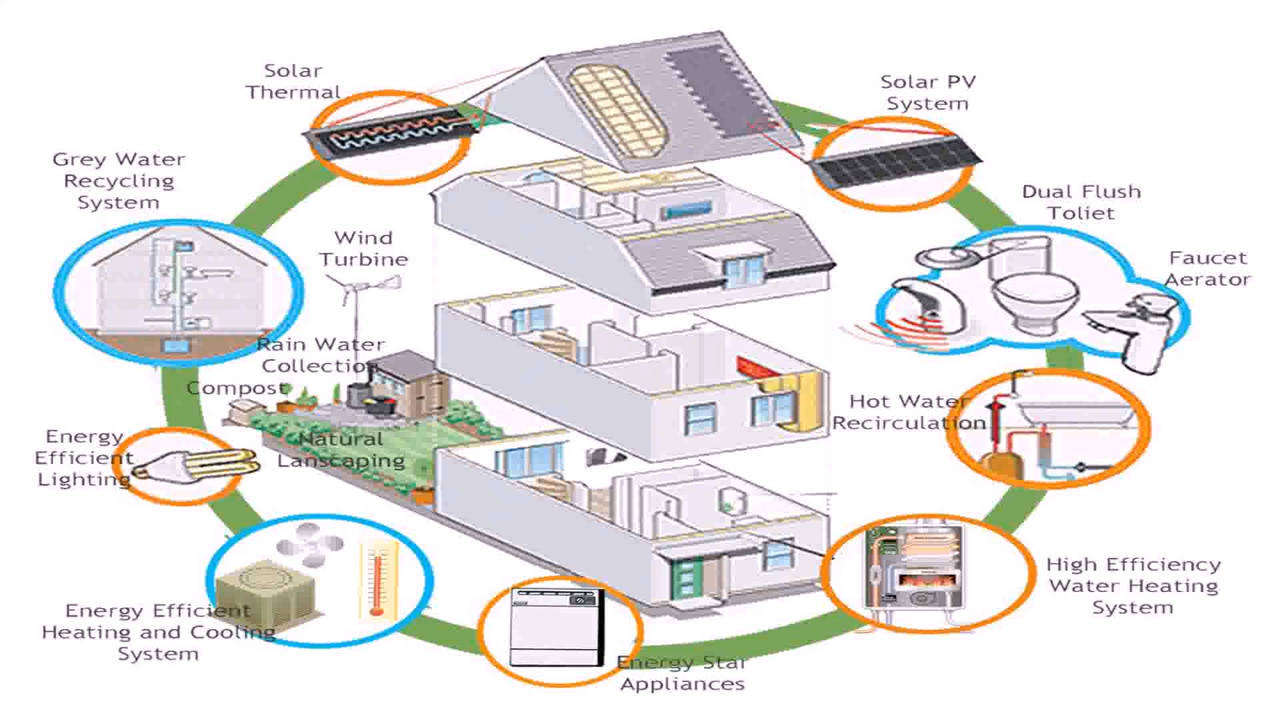 Solar
Thermal
Solar PV
System
Grey Water
Recycling
System
Dual Flush
Toliet
Wind
Turbine
Faucet
Aerator
Rain Water
Collection
Compost
Hot Water
Recirculation
Energy
Efficient
Lighting
Natural
Lanscaping
High Efficiency
Water Heating
System
Energy Efficient
Heating and Cooling
System
Energy Star
Appliances